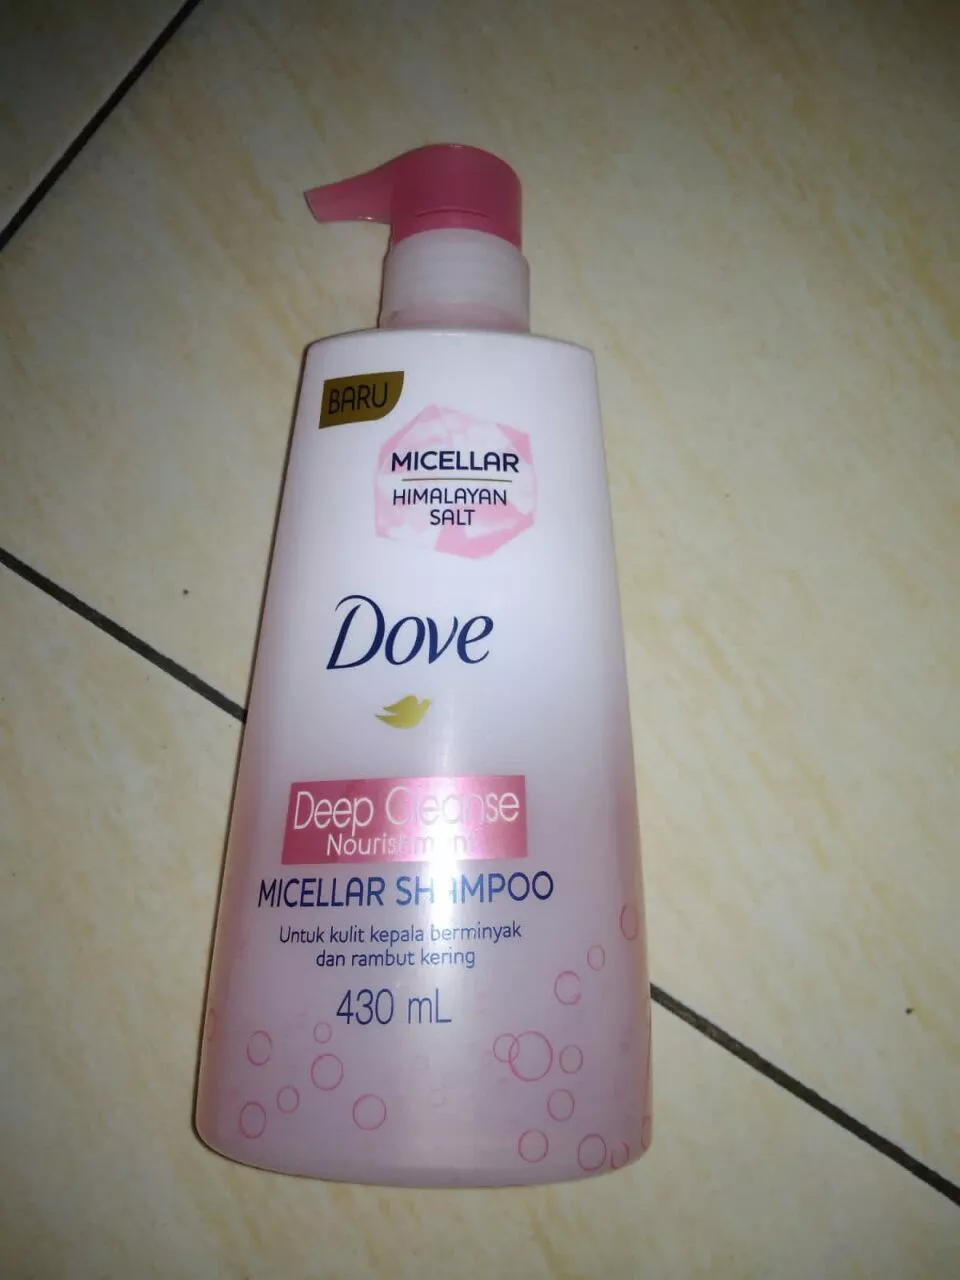 BARU
MICELLAR
HIMALAYAN
SALT
Dove
Deep Cleanse
Nourishment
MICELLAR SHAMPOO
Untuk kulit kepala berminyak
dan rambut kering
430 mL